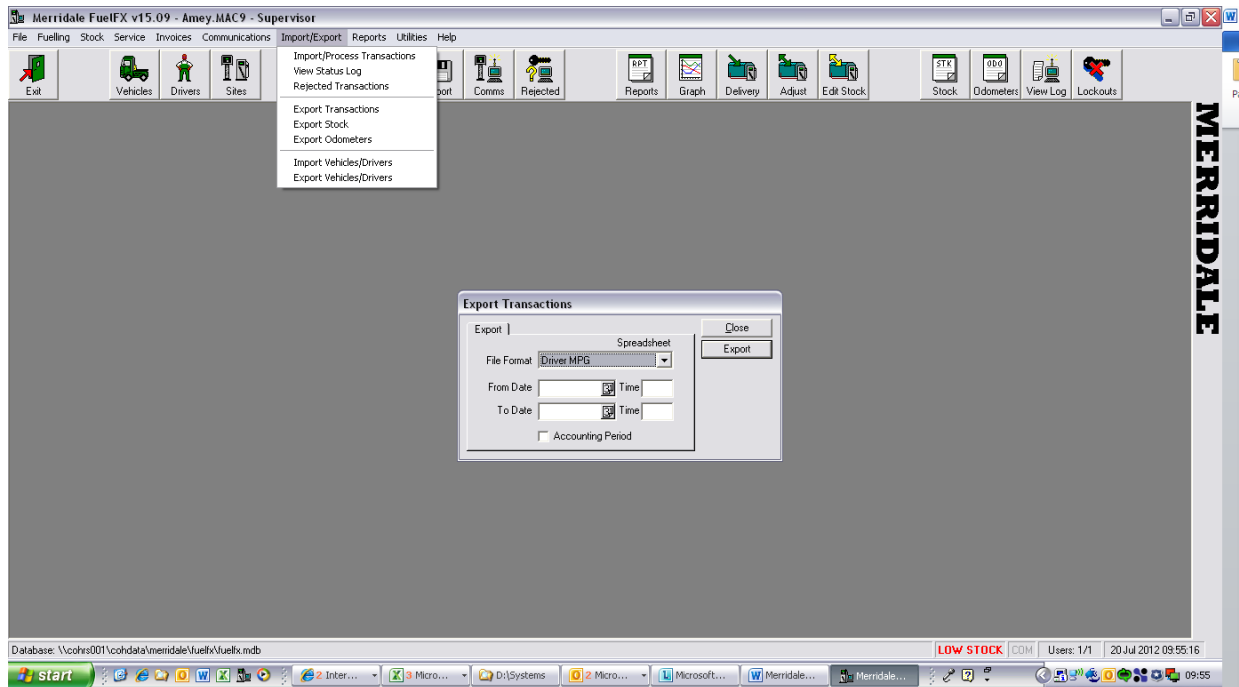 Merridale FuelFX v15.09 - Amey.MAC9 - Supervisor
File Fuelling Stock Service Invoices Communications Import/Export Reports Utilities Help
Import/Process Transactions
View Status Log
Rejected Transactions
Export Transactions
Export Stock
Export Odometers
Import Vehicles/Drivers
Export Vehicles/Drivers
RPT STK ODO
Exit Vehicles Drivers Sites port Comms Rejected Reports Graph Delivery Adjust Edit Stock Stock Odometers View Log Lockouts
MERRIDALE
Export Transactions
Export Close
Spreadsheet Export
File Format Driver MPG
From Date Time
To Date Time
Accounting Period
Database: \\cohrs001\cohdata\merridale\fuelfx\fuelfx.mdb LOW STOCK COM Users: 1/1 20 Jul 2012 09:55:16
start 2 Inter... 3 Micro... D:\Systems 2 Micro... Microsoft... Merridale... Merridale... 09:55